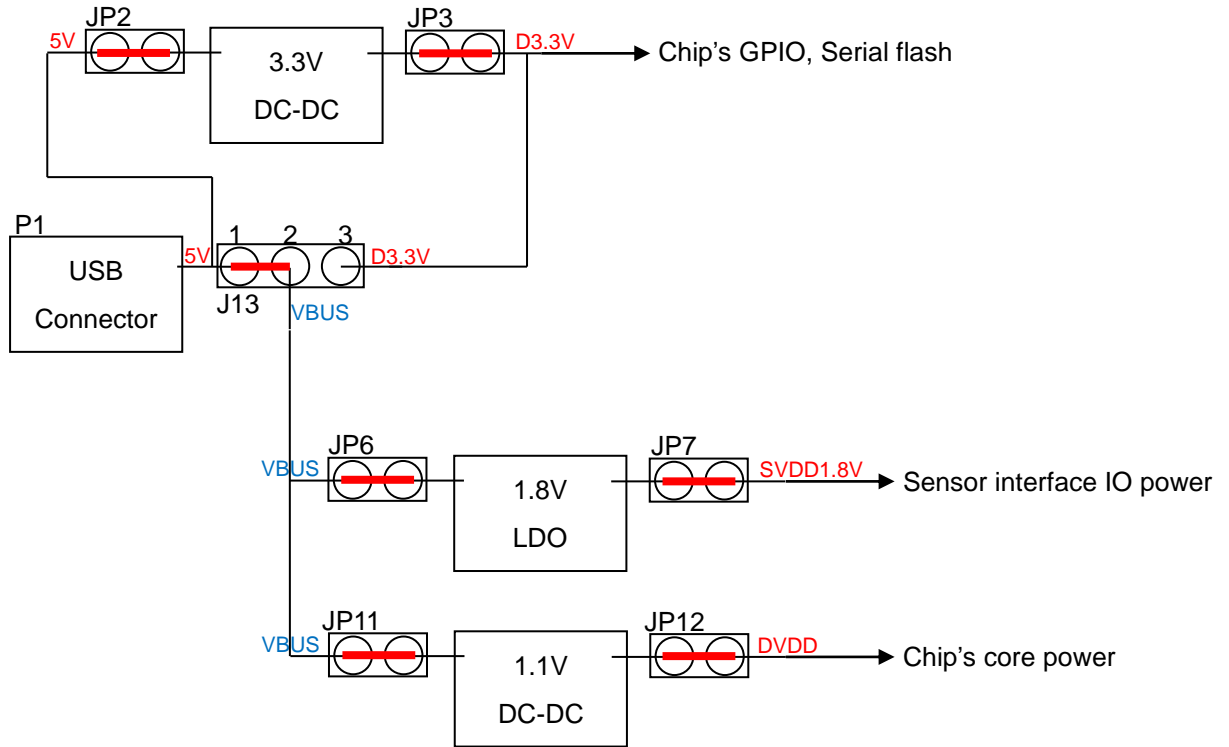 JP2
JP3
5V
D3.3V
Chip's GPIO, Serial flash
3.3V
DC-DC
P1
1
2
3
USB
Connector
5V
D3.3V
J13
VBUS
JP6
JP7
VBUS
SVDD1.8V
Sensor interface IO power
1.8V
LDO
JP11
JP12
VBUS
DVDD
Chip's core power
1.1V
DC-DC